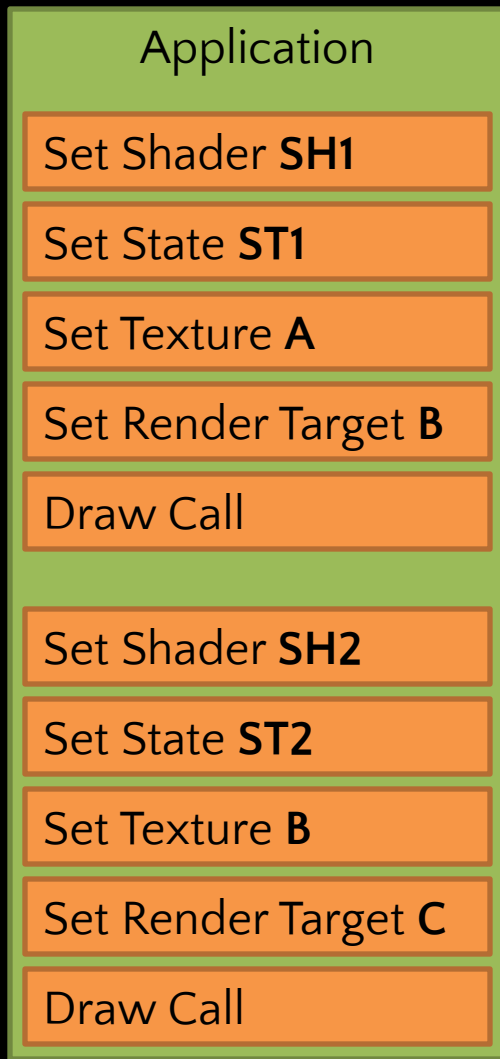 Application
Set Shader SH1
Set State ST1
Set Texture A
Set Render Target B
Draw Call
Set Shader SH2
Set State ST2
Set Texture B
Set Render Target C
Draw Call